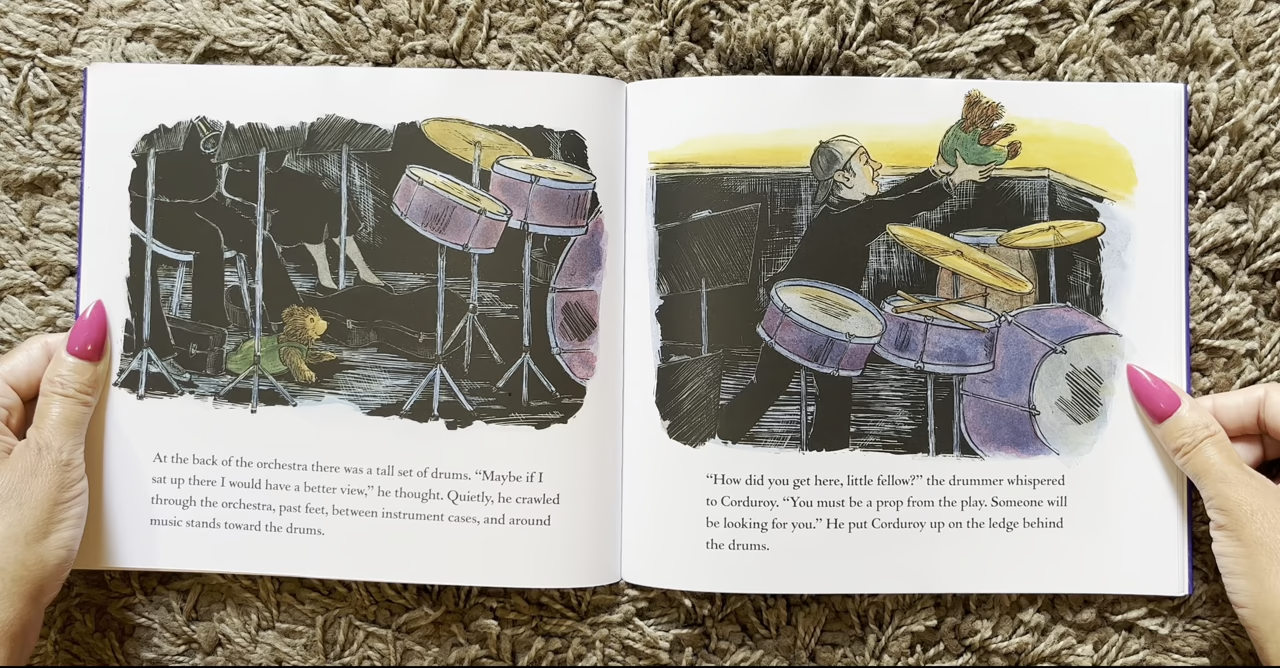 At the back of the orchestra there was a tall set of drums. “Maybe if I
sat up there I would have a better view,” he thought. Quietly, he crawled
through the orchestra, past feet, between instrument cases, and around
music stands toward the drums.
“How did you get here, little fellow?” the drummer whispered
to Corduroy. “You must be a prop from the play. Someone will
be looking for you.” He put Corduroy up on the ledge behind
the drums.